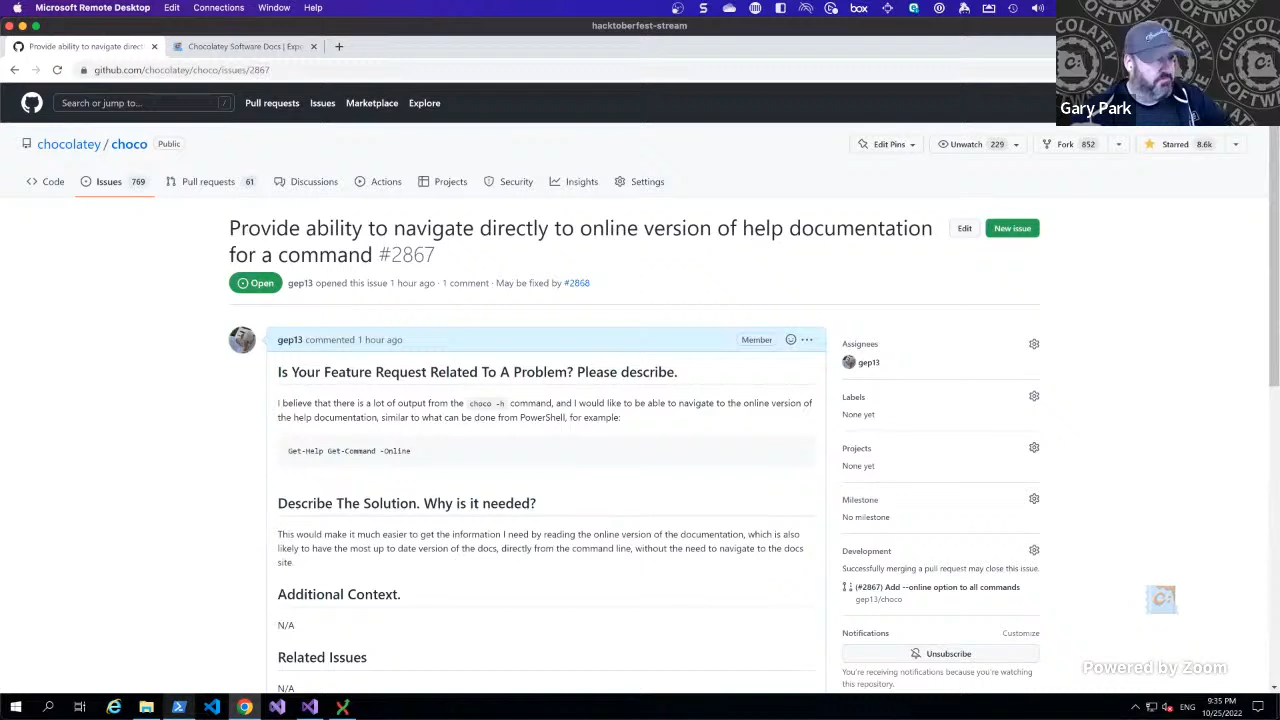 Microsoft Remote Desktop Edit Connections Window Help
box
hacktoberfest-stream
Provide ability to navigate direct
Chocolatey Software Docs | Exp
github.com/chocolatey/choco/issues/2867
Gary Park
Search or jump to... /
Pull requests Issues Marketplace Explore
chocolatey / choco Public
Edit Pins Unwatch 229 Fork 852 Starred 8.6k
Code Issues 769 Pull requests 61 Discussions Actions Projects Security Insights Settings
Provide ability to navigate directly to online version of help documentation
for a command #2867
Edit New issue
Open gep13 opened this issue 1 hour ago · 1 comment · May be fixed by #2868
gep13 commented 1 hour ago Member
Is Your Feature Request Related To A Problem? Please describe.
I believe that there is a lot of output from the choco -h command, and I would like to be able to navigate to the online version of
the help documentation, similar to what can be done from PowerShell, for example:
Get-Help Get-Command -Online
Describe The Solution. Why is it needed?
This would make it much easier to get the information I need by reading the online version of the documentation, which is also
likely to have the most up to date version of the docs, directly from the command line, without the need to navigate to the docs
site.
Additional Context.
N/A
Related Issues
N/A
Assignees
gep13
Labels
None yet
Projects
None yet
Milestone
No milestone
Development
Successfully merging a pull request may close this issue.
(#2867) Add --online option to all commands
gep13/choco
Notifications Customize
Unsubscribe
You're receiving notifications because you're watching
this repository.
Powered by Zoom
ENG
9:35 PM
10/25/2022